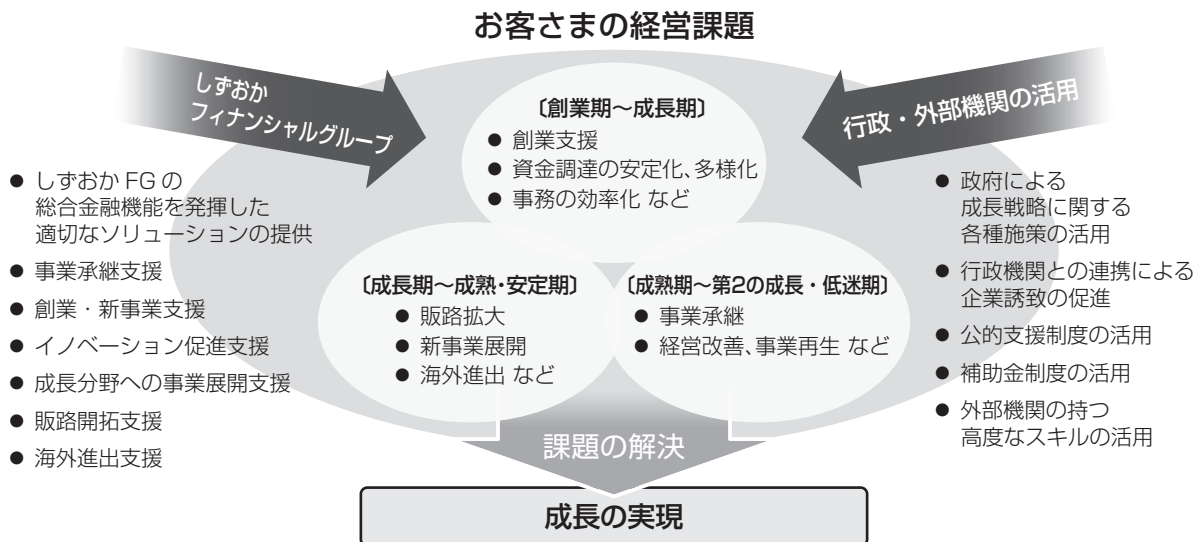 お客さまの経営課題
しずおか
フィナンシャルグループ
行政・外部機関の活用
〔創業期～成長期〕
● 創業支援
● 資金調達の安定化、多様化
● 事務の効率化 など
● しずおか FG の
総合金融機能を発揮した
適切なソリューションの提供
● 事業承継支援
● 創業・新事業支援
● イノベーション促進支援
● 成長分野への事業展開支援
● 販路開拓支援
● 海外進出支援
〔成長期～成熟・安定期〕
● 販路拡大
● 新事業展開
● 海外進出 など
〔成熟期～第2の成長・低迷期〕
● 事業承継
● 経営改善、事業再生 など
● 政府による
成長戦略に関する
各種施策の活用
● 行政機関との連携による
企業誘致の促進
● 公的支援制度の活用
● 補助金制度の活用
● 外部機関の持つ
高度なスキルの活用
課題の解決
成長の実現